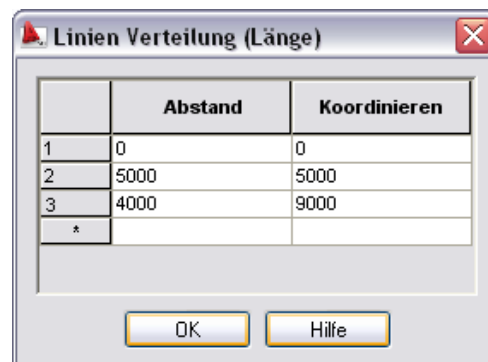 Linien Verteilung (Länge)
Abstand Koordinieren
1 0 0
2 5000 5000
3 4000 9000
*
OK Hilfe